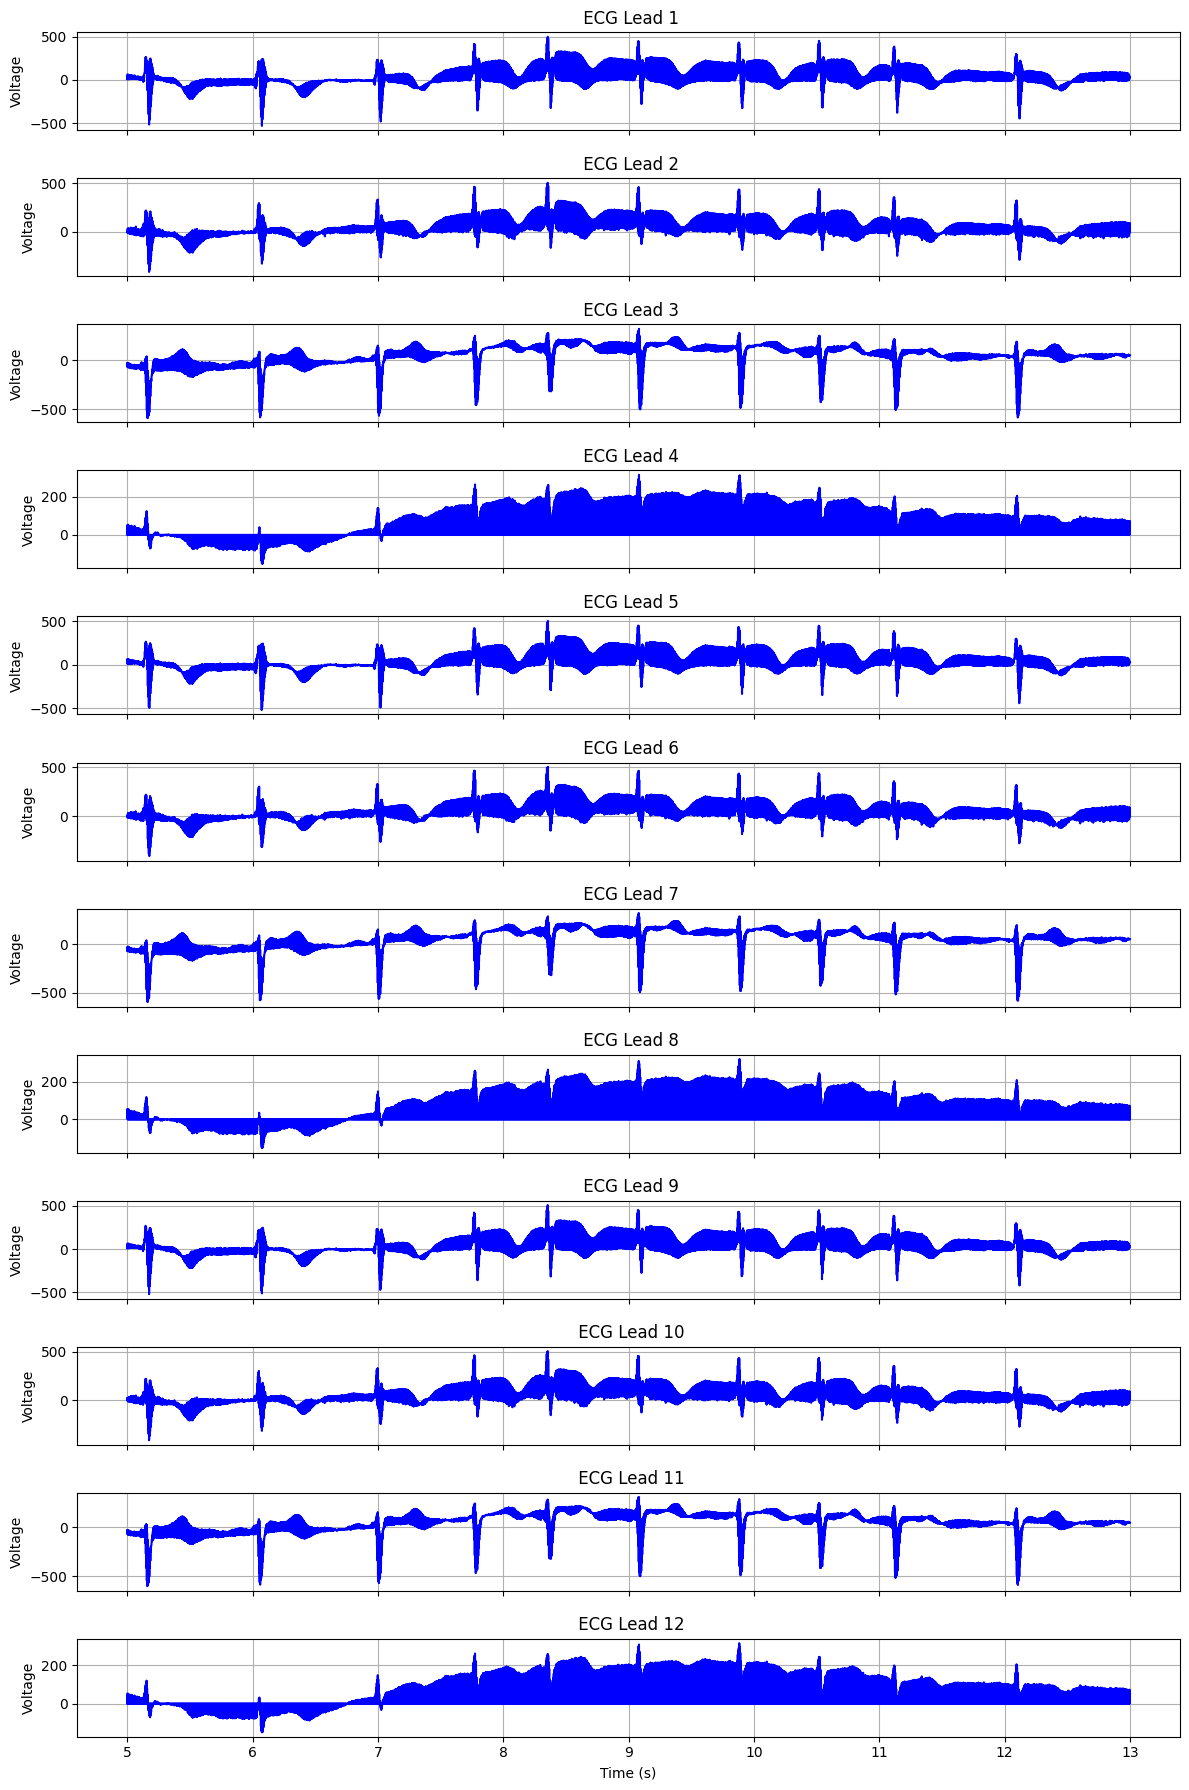 ECG Lead 1
500
0
−500
Voltage
ECG Lead 2
500
0
Voltage
ECG Lead 3
0
−500
Voltage
ECG Lead 4
200
0
Voltage
ECG Lead 5
500
0
−500
Voltage
ECG Lead 6
500
0
Voltage
ECG Lead 7
0
−500
Voltage
ECG Lead 8
200
0
Voltage
ECG Lead 9
500
0
−500
Voltage
ECG Lead 10
500
0
Voltage
ECG Lead 11
0
−500
Voltage
ECG Lead 12
200
0
Voltage
5 6 7 8 9 10 11 12 13
Time (s)